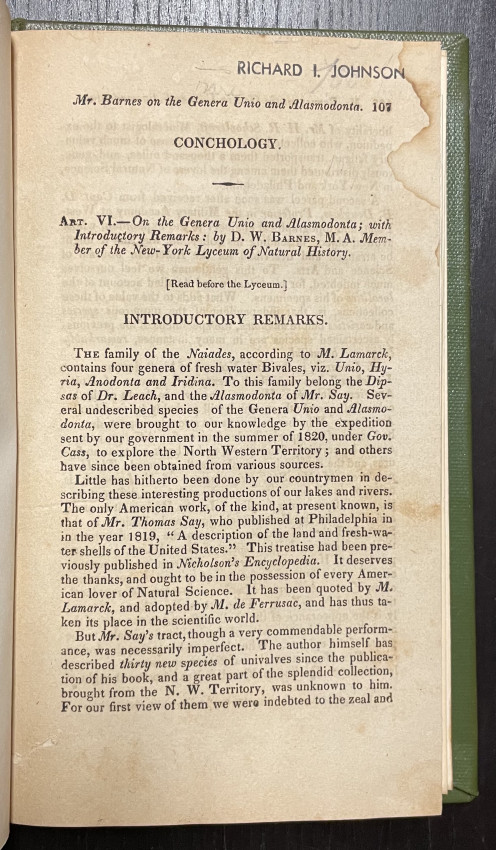 RICHARD I. JOHNSON
Mr. Barnes on the Genera Unio and Alasmodonta. 107
CONCHOLOGY.
ART. VI.—On the Genera Unio and Alasmodonta; with
Introductory Remarks: by D. W. BARNES, M. A. Mem-
ber of the New-York Lyceum of Natural History.
[Read before the Lyceum.]
INTRODUCTORY REMARKS.
THE family of the Naiades, according to M. Lamarck,
contains four genera of fresh water Bivales, viz. Unio, Hy-
ria, Anodonta and Iridina. To this family belong the Dip-
sas of Dr. Leach, and the Alasmodonta of Mr. Say. Sev-
eral undescribed species of the Genera Unio and Alasmo-
donta, were brought to our knowledge by the expedition
sent by our government in the summer of 1820, under Gov.
Cass, to explore the North Western Territory; and others
have since been obtained from various sources.
Little has hitherto been done by our countrymen in de-
scribing these interesting productions of our lakes and rivers.
The only American work, of the kind, at present known, is
that of Mr. Thomas Say, who published at Philadelphia in
in the year 1819, “A description of the land and fresh-wa-
ter shells of the United States.” This treatise had been pre-
viously published in Nicholson's Encyclopedia. It deserves
the thanks, and ought to be in the possession of every Amer-
ican lover of Natural Science. It has been quoted by M.
Lamarck, and adopted by M. de Ferrusac, and has thus ta-
ken its place in the scientific world.
But Mr. Say's tract, though a very commendable perform-
ance, was necessarily imperfect. The author himself has
described thirty new species of univalves since the publica-
tion of his book, and a great part of the splendid collection,
brought from the N. W. Territory, was unknown to him.
For our first view of them we were indebted to the zeal and